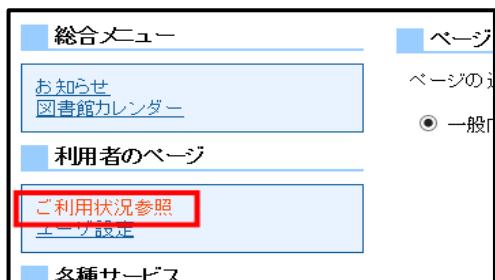 総合メニュー
お知らせ
図書館カレンダー
利用者のページ
ご利用状況参照
ユーザ設定
各種サービス
ページ
ページの
一般